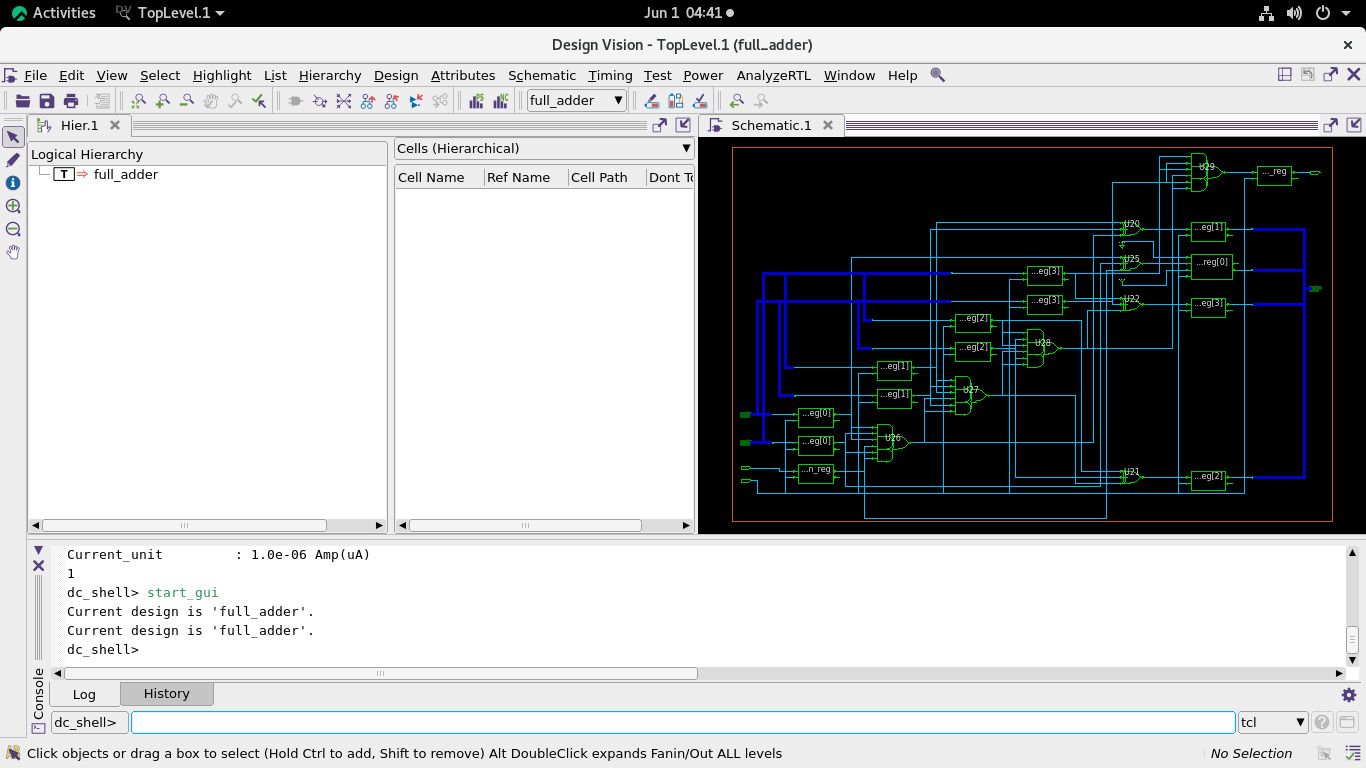 Activities TopLevel.1 Jun 1 04:41
Design Vision - TopLevel.1 (full_adder)
File Edit View Select Highlight List Hierarchy Design Attributes Schematic Timing Test Power AnalyzeRTL Window Help
full_adder
Hier.1
Schematic.1
Logical Hierarchy
T full_adder
Cells (Hierarchical)
Cell Name Ref Name Cell Path Dont T
U29
..._reg
U20
...eg[1]
U25
...reg[0]
...eg[3]
...eg[3]
U22
...eg[3]
...eg[2]
...eg[2]
U28
...eg[1]
...eg[1]
U27
...eg[0]
...eg[0]
U26
...n_reg
U21
...eg[2]
Current_unit : 1.0e-06 Amp(uA)
1
dc_shell> start_gui
Current design is 'full_adder'.
Current design is 'full_adder'.
dc_shell>
Console
Log History
dc_shell> tcl
Click objects or drag a box to select (Hold Ctrl to add, Shift to remove) Alt DoubleClick expands Fanin/Out ALL levels No Selection